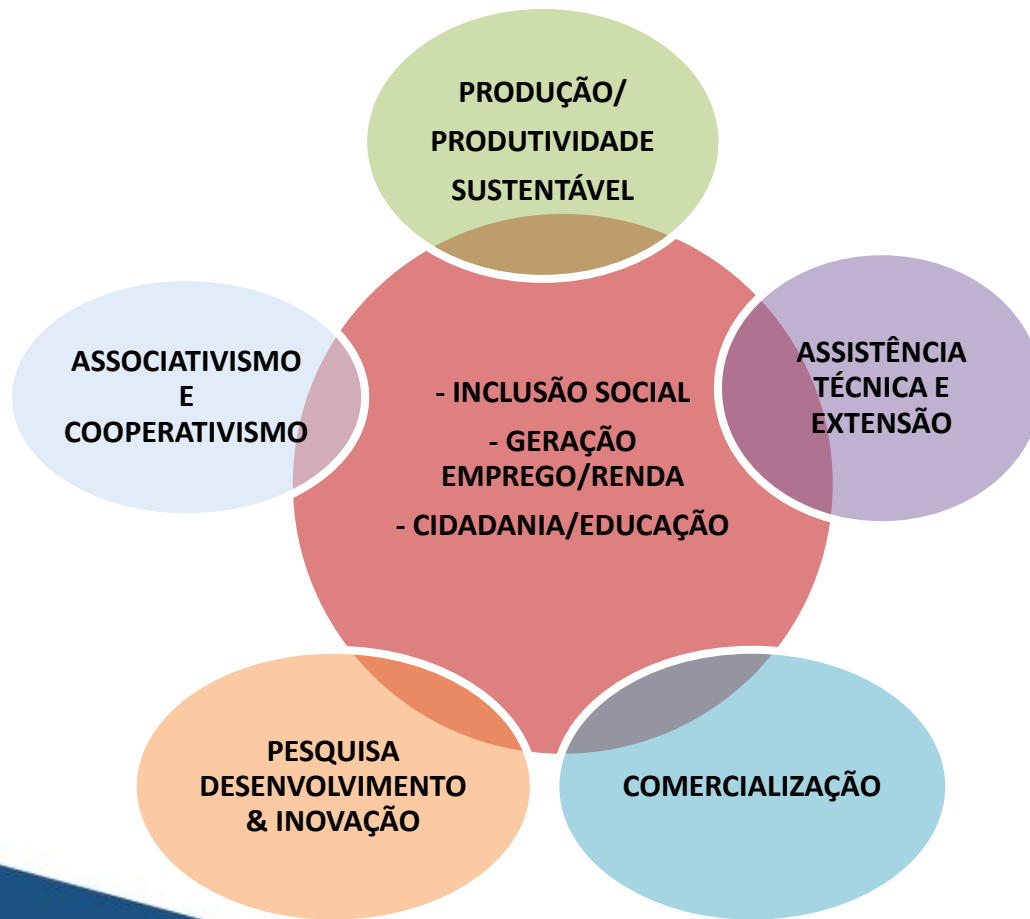 PRODUÇÃO/
PRODUTIVIDADE
SUSTENTÁVEL
ASSOCIATIVISMO
E
COOPERATIVISMO
- INCLUSÃO SOCIAL
- GERAÇÃO
EMPREGO/RENDA
- CIDADANIA/EDUCAÇÃO
ASSISTÊNCIA
TÉCNICA E
EXTENSÃO
PESQUISA
DESENVOLVIMENTO
& INOVAÇÃO
COMERCIALIZAÇÃO